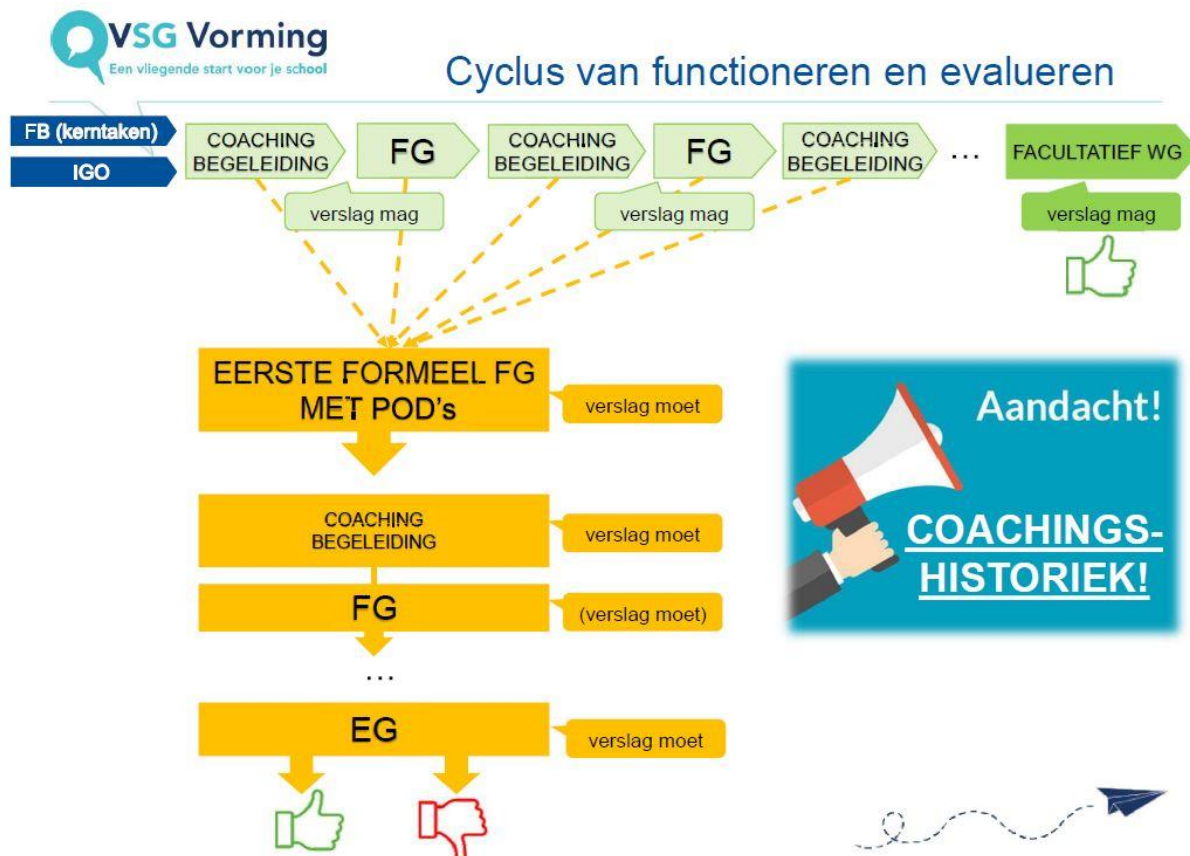 VSG Vorming
Een vliegende start voor je school
Cyclus van functioneren en evalueren
FB (kerntaken)
IGO
COACHING
BEGELEIDING
FG
COACHING
BEGELEIDING
FG
COACHING
BEGELEIDING
...
FACULTATIEF WG
verslag mag
verslag mag
verslag mag
EERSTE FORMEEL FG
MET POD's
verslag moet
Aandacht!
COACHINGS-
HISTORIEK!
COACHING
BEGELEIDING
verslag moet
FG
(verslag moet)
...
EG
verslag moet